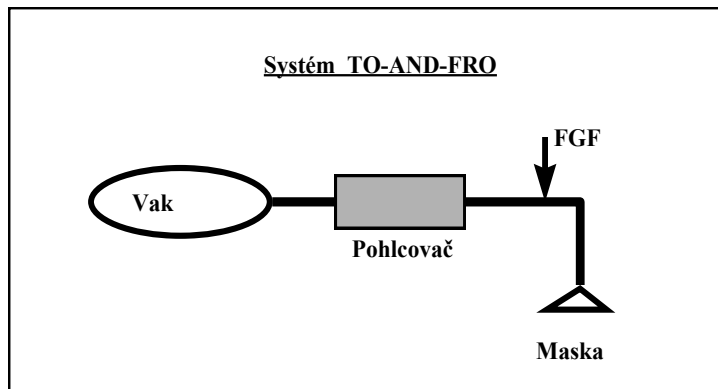 Systém TO-AND-FRO
FGF
Vak
Pohlcovač
Maska